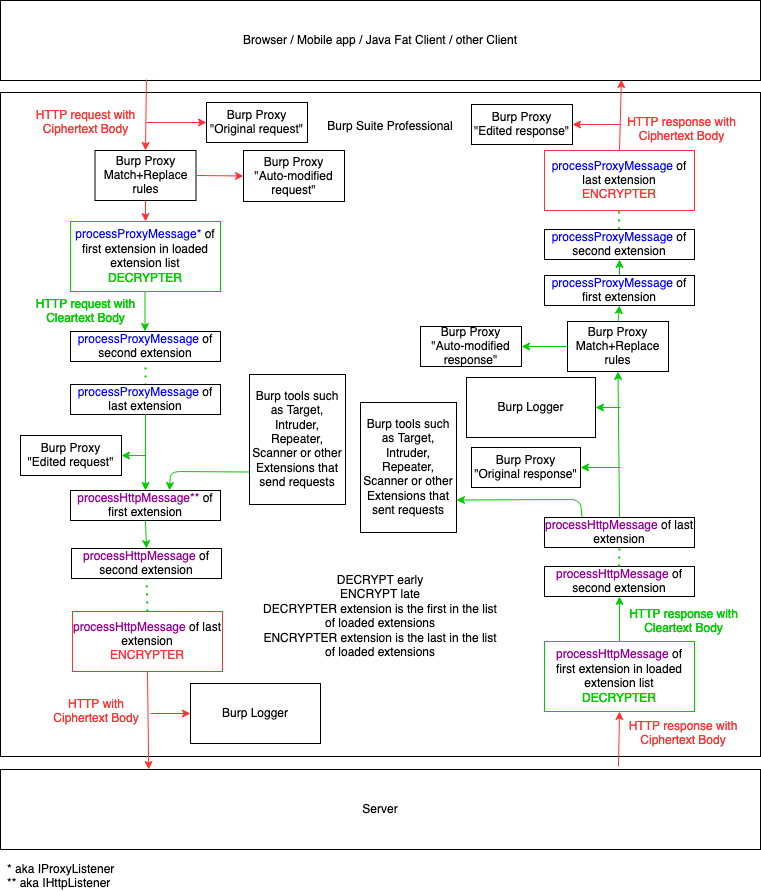 Browser / Mobile app / Java Fat Client / other Client
HTTP request with
Ciphertext Body
Burp Proxy
"Original request"
Burp Suite Professional
Burp Proxy
"Edited response"
HTTP response with
Ciphertext Body
Burp Proxy
Match+Replace
rules
Burp Proxy
"Auto-modified
request"
processProxyMessage of
last extension
ENCRYPTER
processProxyMessage* of
first extension in loaded
extension list
DECRYPTER
processProxyMessage of
second extension
HTTP request with
Cleartext Body
processProxyMessage of
first extension
processProxyMessage of
second extension
Burp Proxy
"Auto-modified
response"
Burp Proxy
Match+Replace
rules
processProxyMessage of
last extension
Burp tools such
as Target,
Intruder,
Repeater,
Scanner or other
Extensions that
send requests
Burp tools such
as Target,
Intruder,
Repeater,
Scanner or other
Extensions that
sent requests
Burp Logger
Burp Proxy
"Edited request"
Burp Proxy
"Original response"
processHttpMessage** of
first extension
processHttpMessage of last
extension
processHttpMessage of
second extension
processHttpMessage of
second extension
DECRYPT early
ENCRYPT late
DECRYPTER extension is the first in the list
of loaded extensions
ENCRYPTER extension is the last in the list
of loaded extensions
HTTP response with
Cleartext Body
processHttpMessage of last
extension
ENCRYPTER
processHttpMessage of
first extension in loaded
extension list
DECRYPTER
HTTP with
Ciphertext Body
Burp Logger
HTTP response with
Ciphertext Body
Server
* aka IProxyListener
** aka IHttpListener